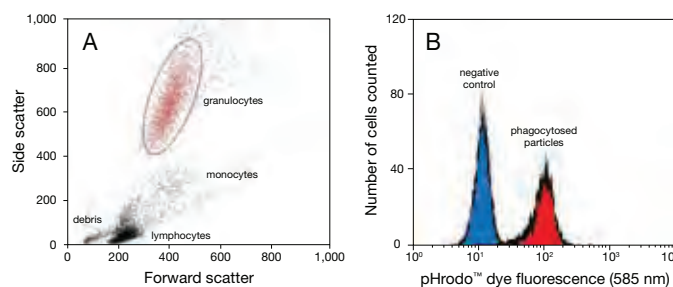 A
1,000
800
600
400
200
0
Side scatter
granulocytes
monocytes
debris
lymphocytes
0 200 400 600 800 1,000
Forward scatter
B
120
80
40
0
Number of cells counted
negative
control
phagocytosed
particles
10⁰ 10¹ 10² 10³
pHrodo™ dye fluorescence (585 nm)